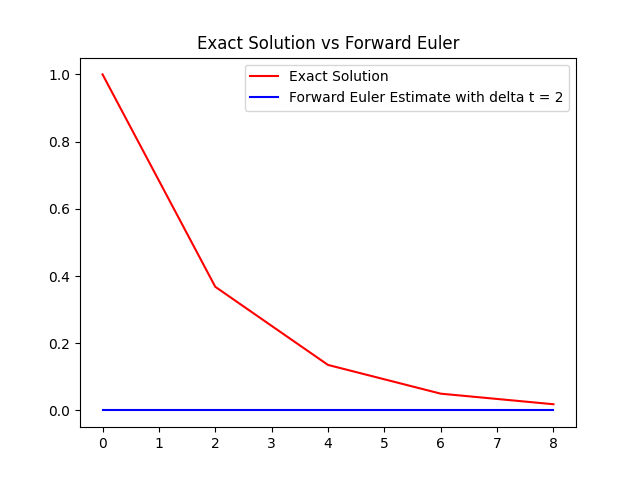 Exact Solution vs Forward Euler
Exact Solution
Forward Euler Estimate with delta t = 2
1.0
0.8
0.6
0.4
0.2
0.0
0 1 2 3 4 5 6 7 8